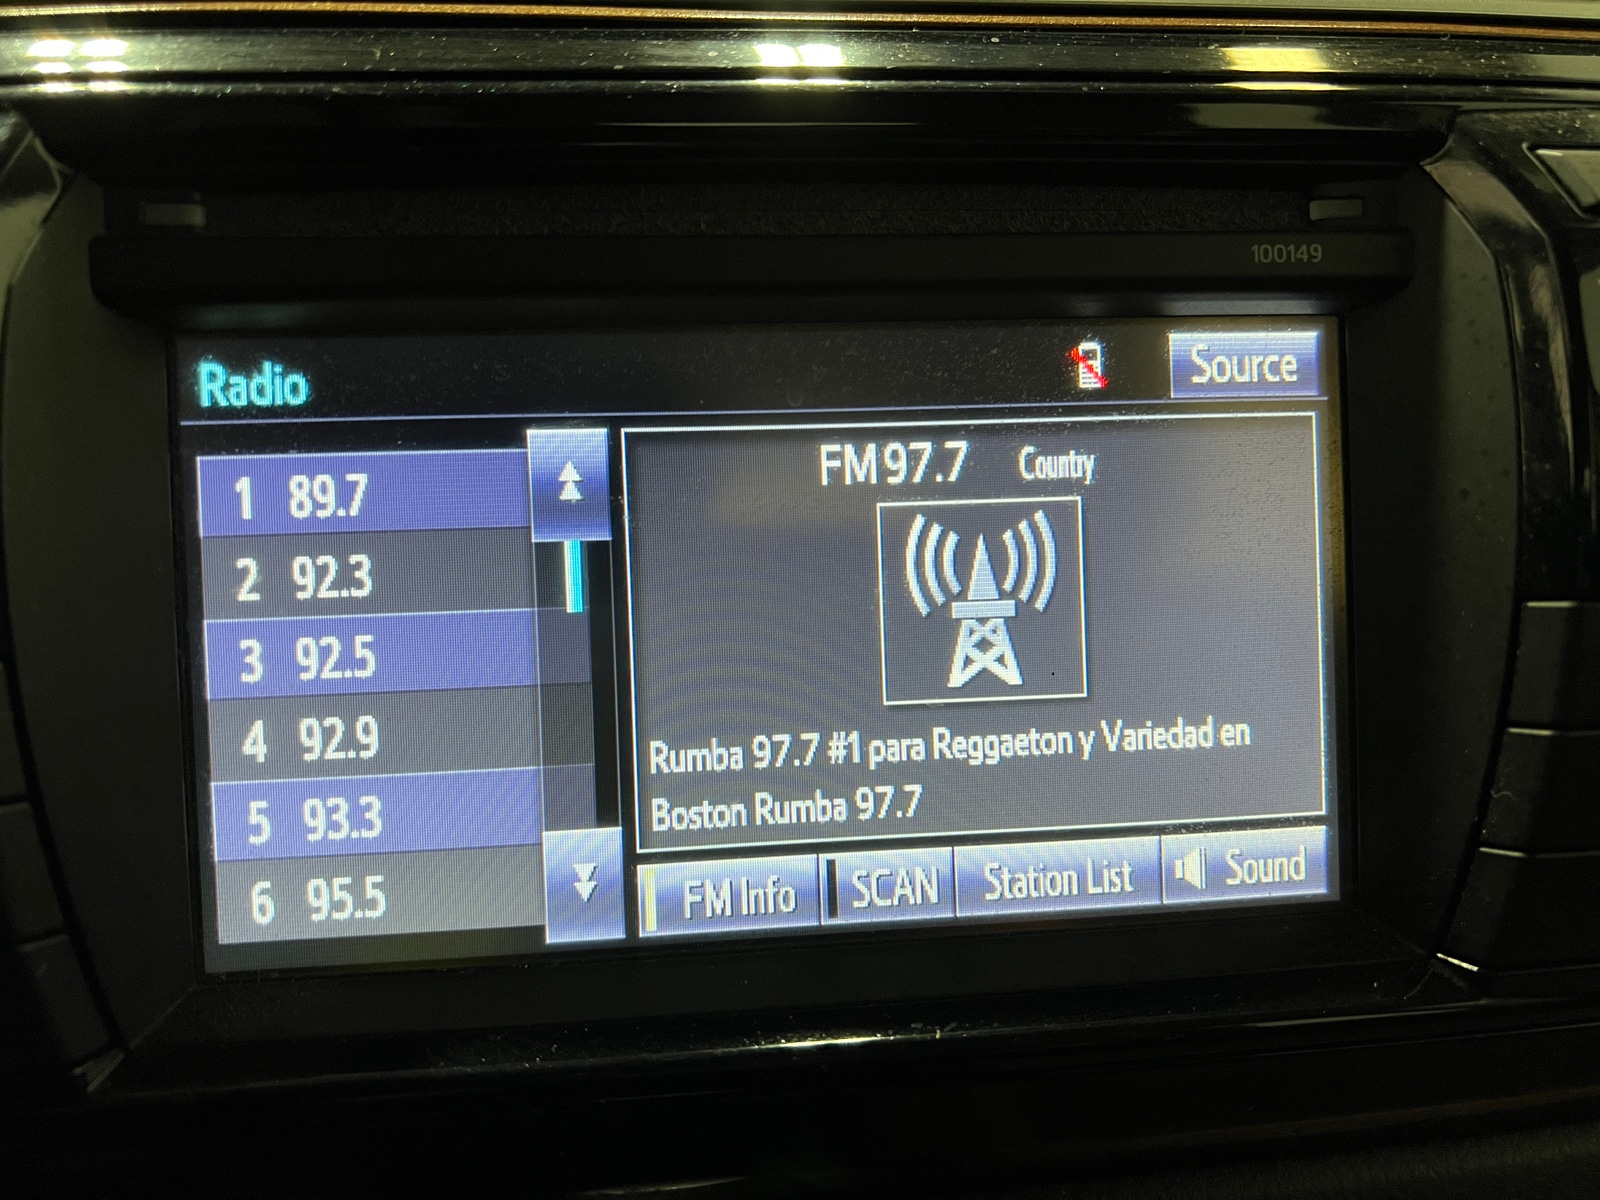 100149
Radio
Source
1 89.7
2 92.3
3 92.5
4 92.9
5 93.3
6 95.5
FM 97.7 Country
Rumba 97.7 #1 para Reggaeton y Variedad en
Boston Rumba 97.7
FM Info
SCAN
Station List
Sound